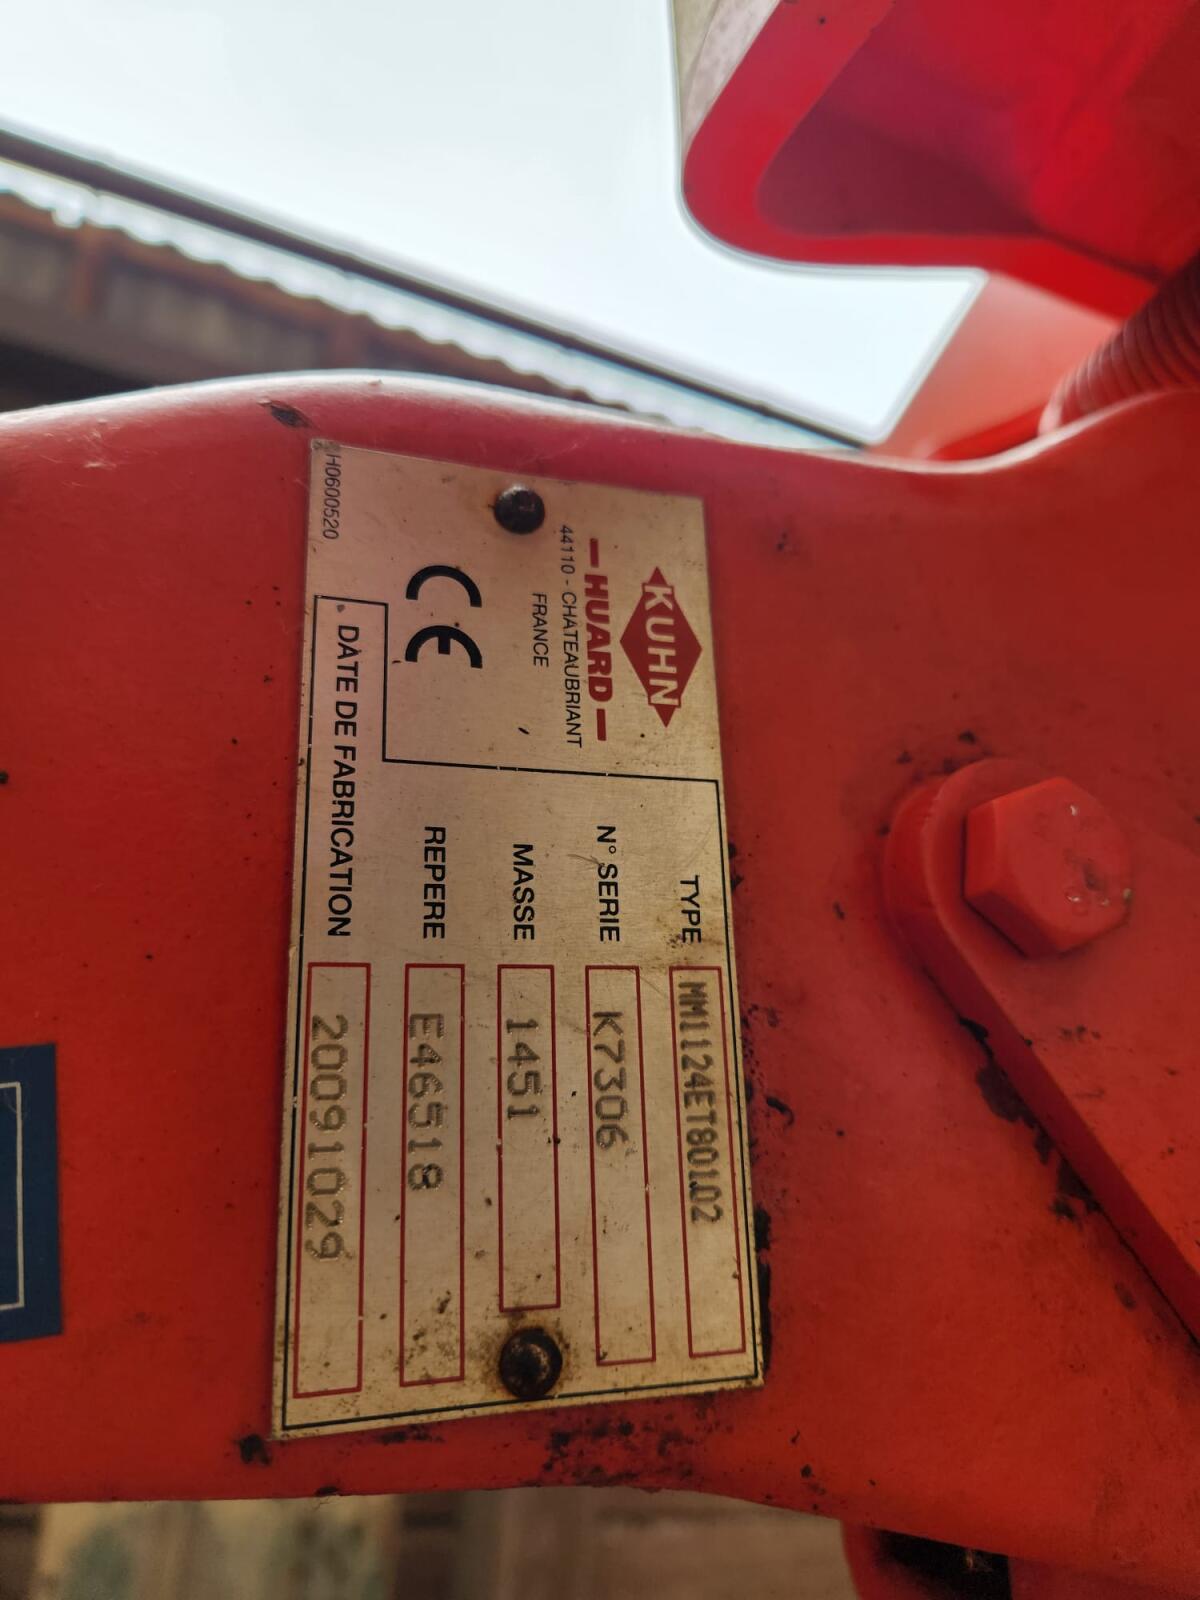 KUHN
HUARD
44110 - CHATEAUBRIANT
FRANCE
CE
H0600520
TYPE MM1124ET80102
N° SERIE K7306
MASSE 1451
REPERE E46518
DATE DE FABRICATION 20091029